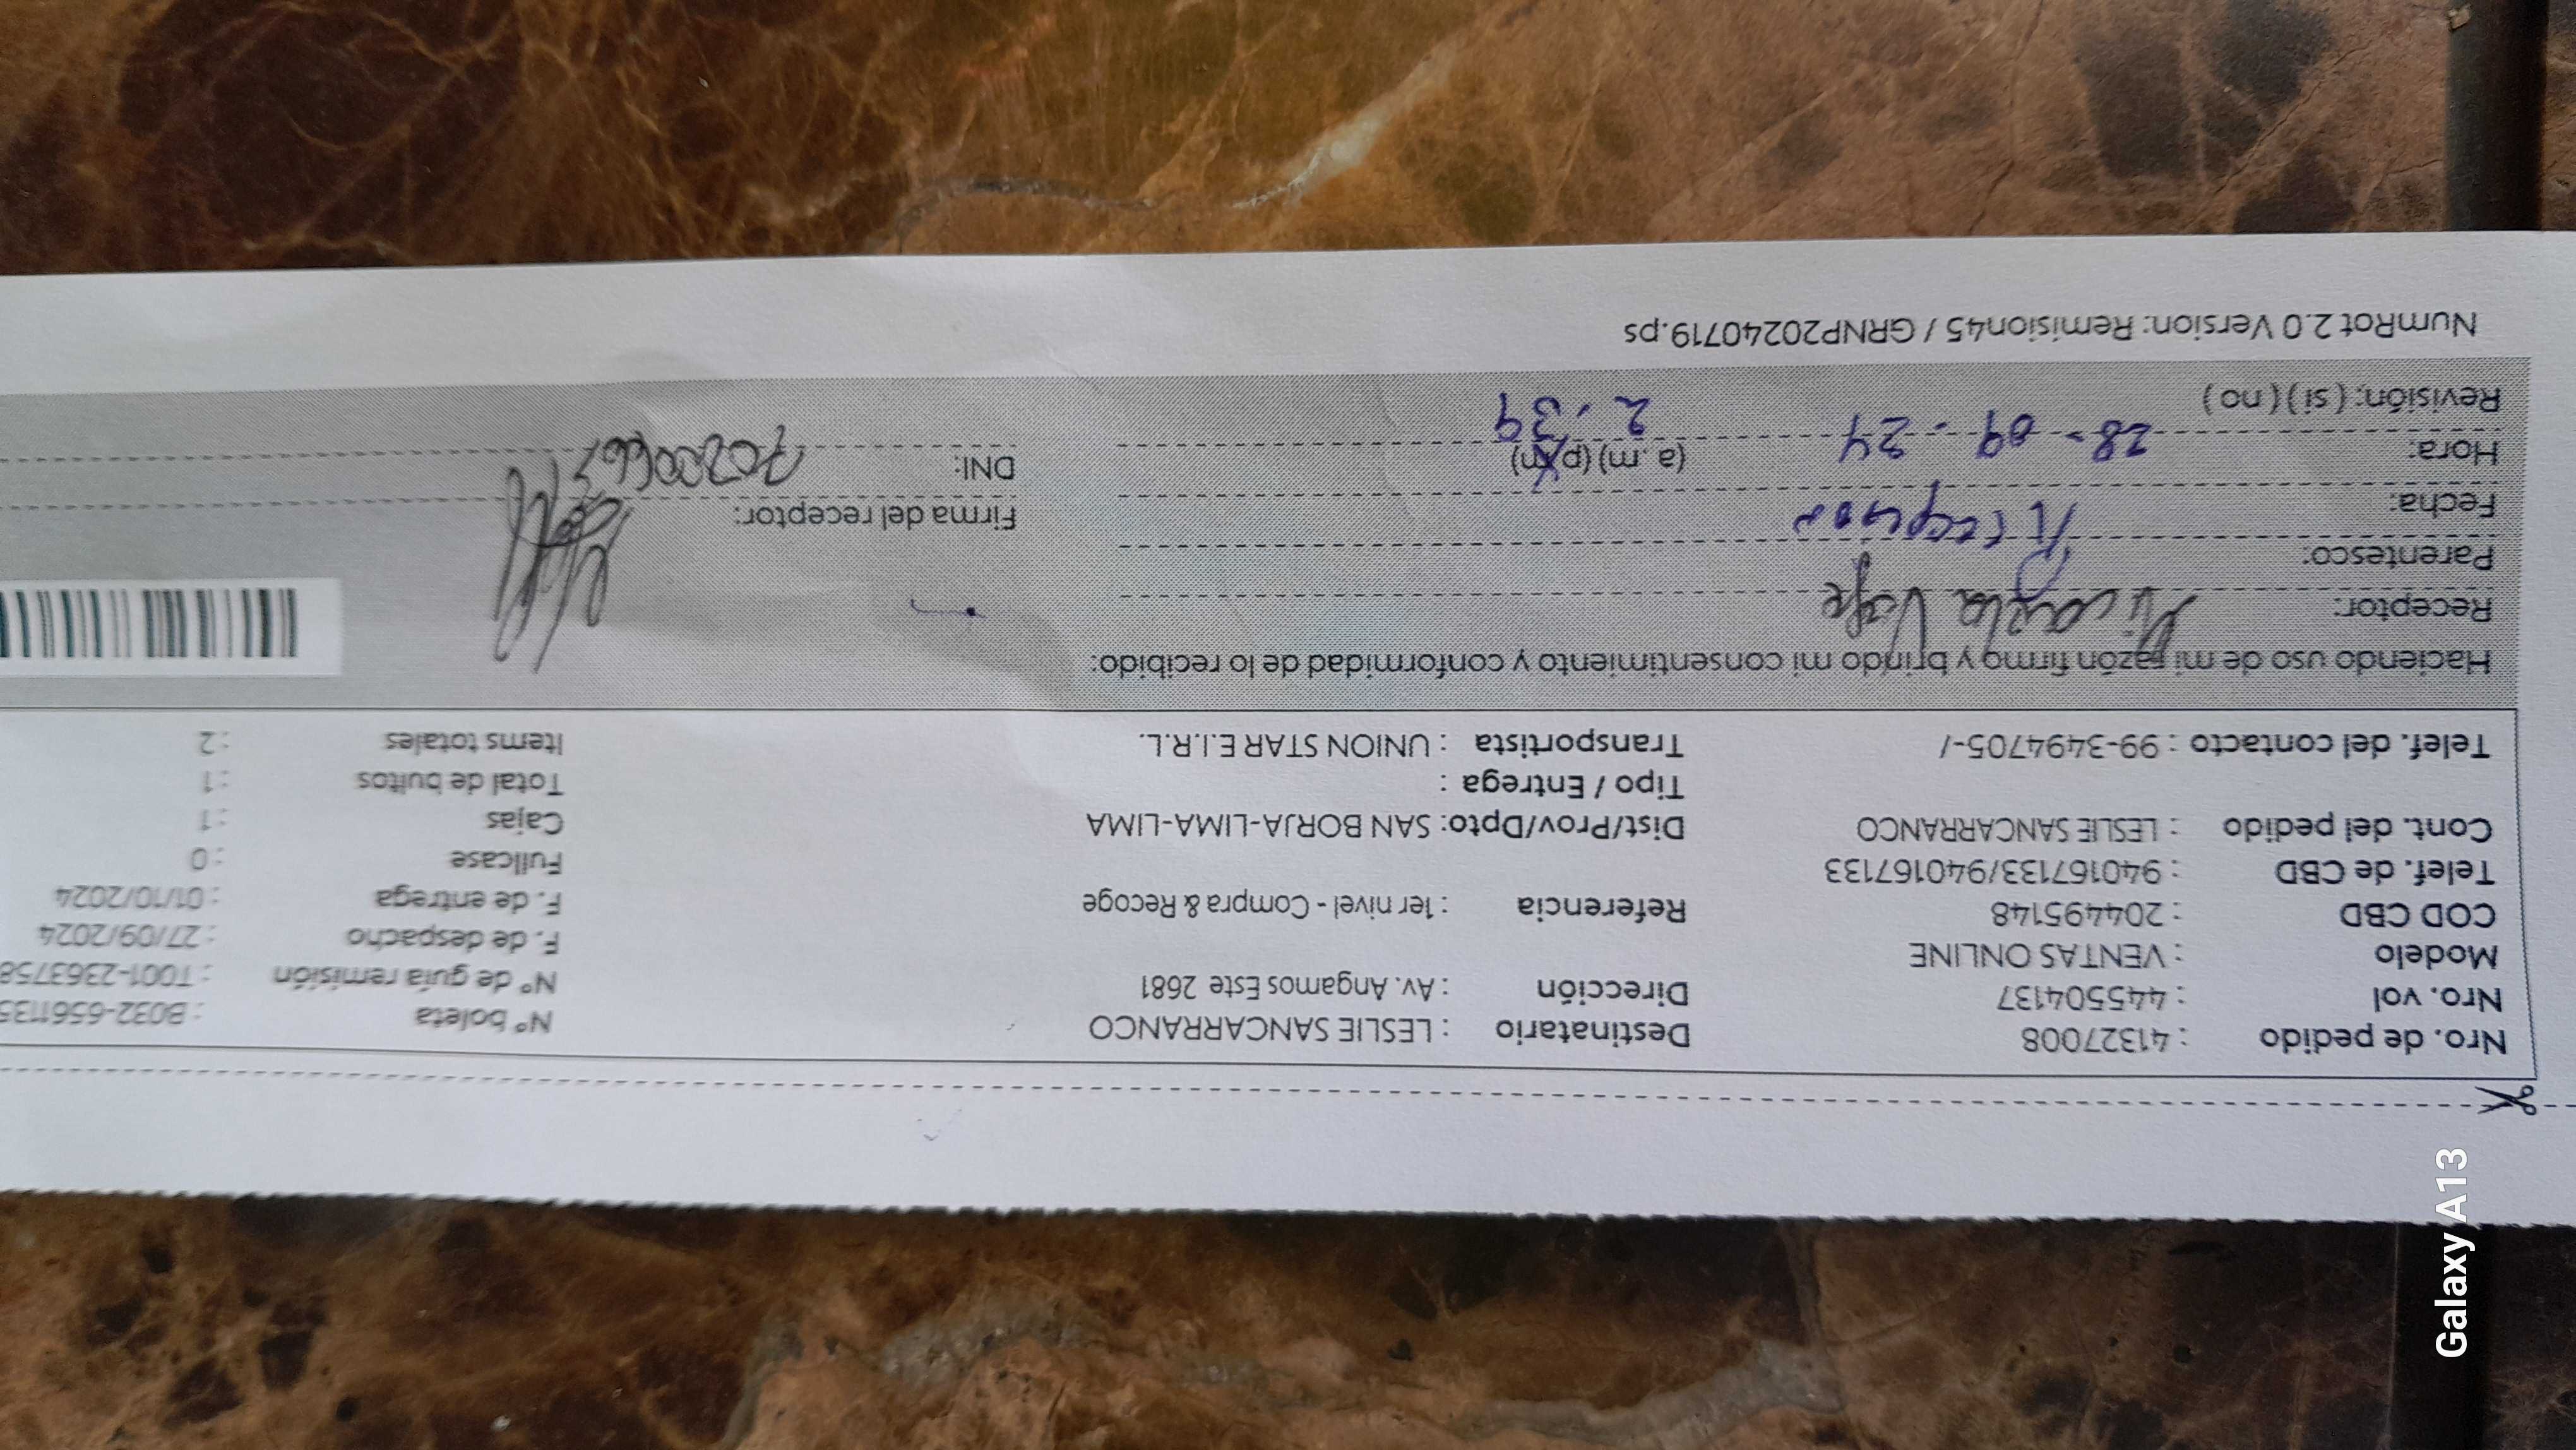 Nro. de pedido : 41327008 Destinatario : LESLIE SANCARRANCO Nº boleta : B032-6561135
Nro. vol : 445504137 Dirección : Av. Angamos Este 2681 Nº de guía remisión : T001-2363758
Modelo : VENTAS ONLINE F. de despacho : 27/09/2024
COD CBD : 204495148 Referencia : 1er nivel - Compra & Recoge F. de entrega : 01/10/2024
Telef. de CBD : 940167133/940167133 Fullcase : 0
Cont. del pedido : LESLIE SANCARRANCO Dist/Prov/Dpto: SAN BORJA-LIMA-LIMA Cajas : 1
Tipo / Entrega : Total de bultos : 1
Telef. del contacto : 99-3494705-/ Transportista : UNION STAR E.I.R.L. Items totales : 2
Haciendo uso de mi razón firmo y brindo mi consentimiento y conformidad de lo recibido:
Receptor:
Parentesco: Recepcion
Fecha: Firma del receptor:
Hora: 28-09-24 (a.m) (p.m) 2.39 DNI:
Revisión: ( si ) ( no )
NumRot 2.0 Version: Remision45 / GRNP20240719.ps
Galaxy A13